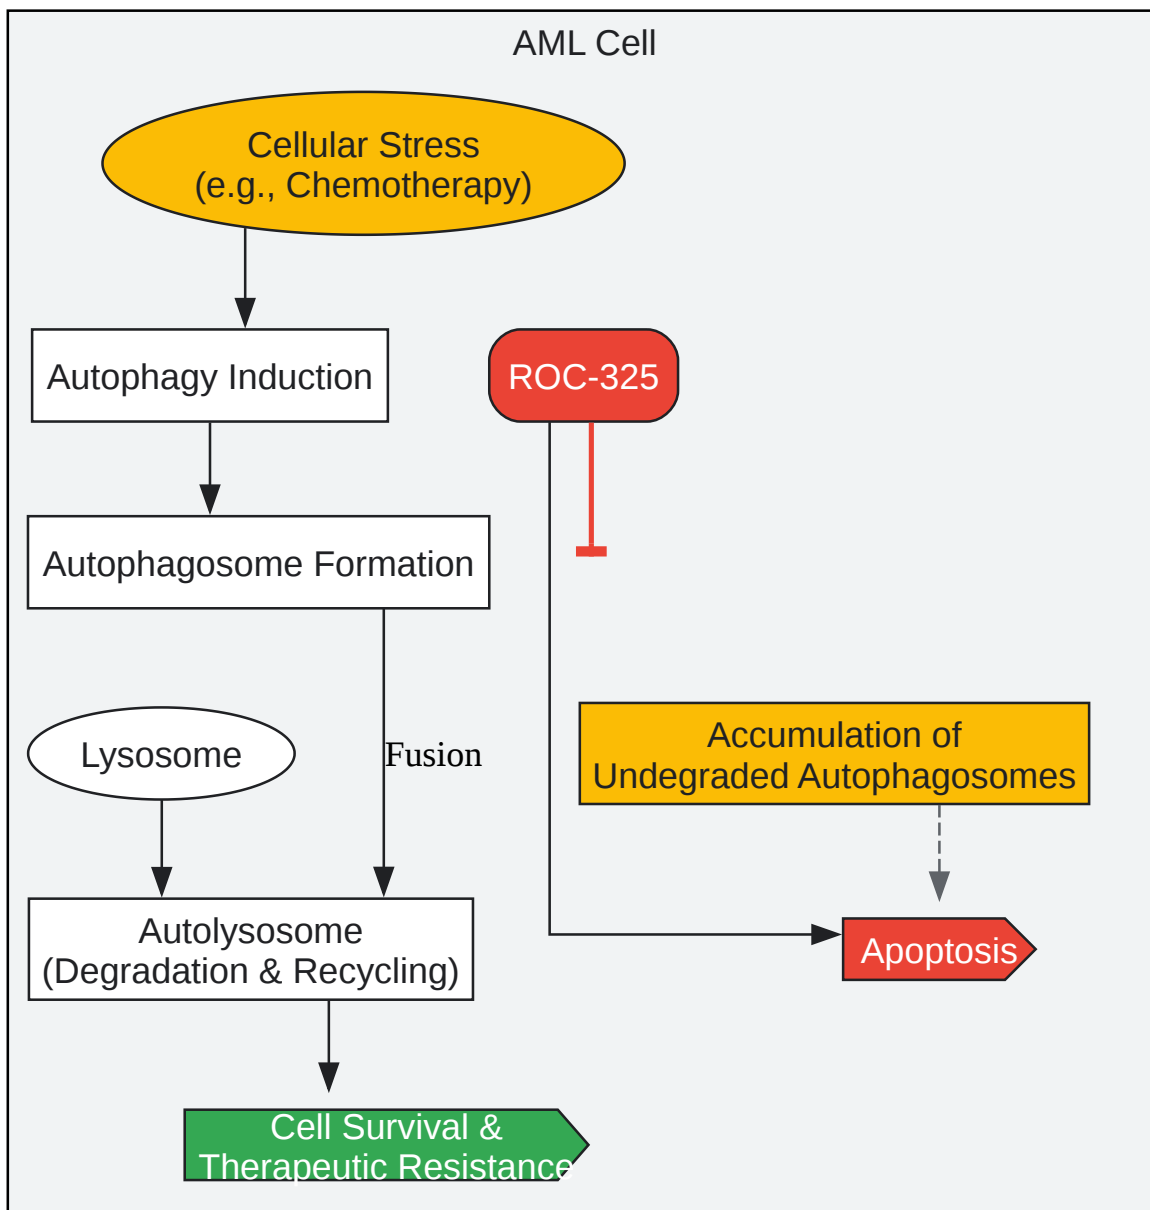 AML Cell
Cellular Stress
(e.g., Chemotherapy)
Autophagy Induction
ROC-325
Autophagosome Formation
Lysosome
Fusion
Accumulation of
Undegraded Autophagosomes
Autolysosome
(Degradation & Recycling)
Apoptosis
Cell Survival &
Therapeutic Resistance